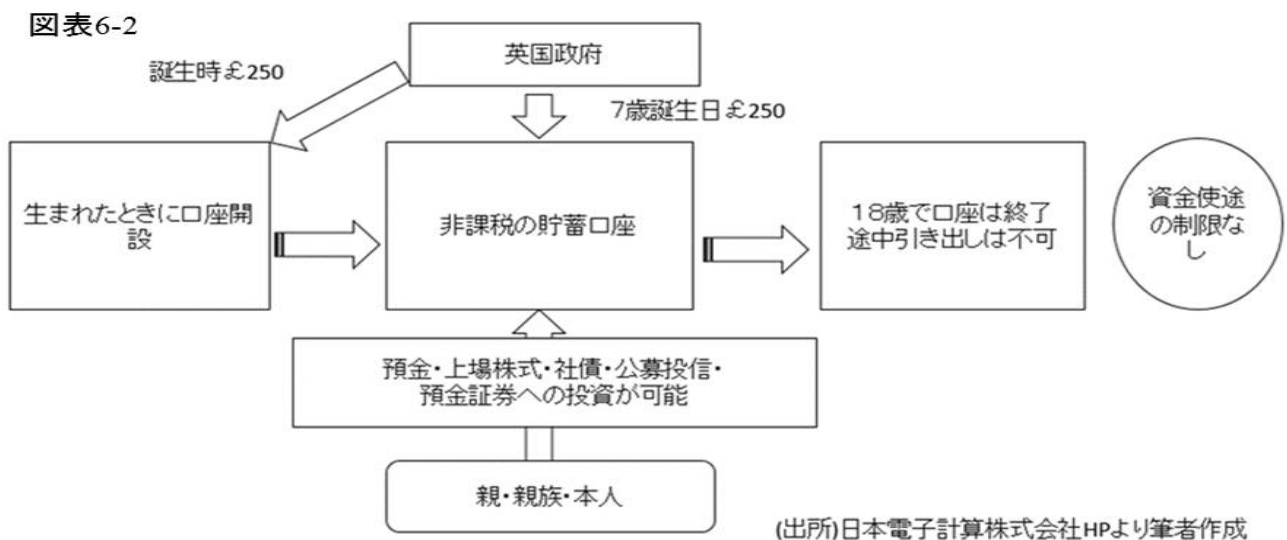 図表6-2
英国政府
誕生時£250
7歳誕生日£250
生まれたときに口座開
設
非課税の貯蓄口座
18歳で口座は終了
途中引き出しは不可
資金使途
の制限な
し
預金・上場株式・社債・公募投信・
預金証券への投資が可能
親・親族・本人
(出所)日本電子計算株式会社HPより筆者作成